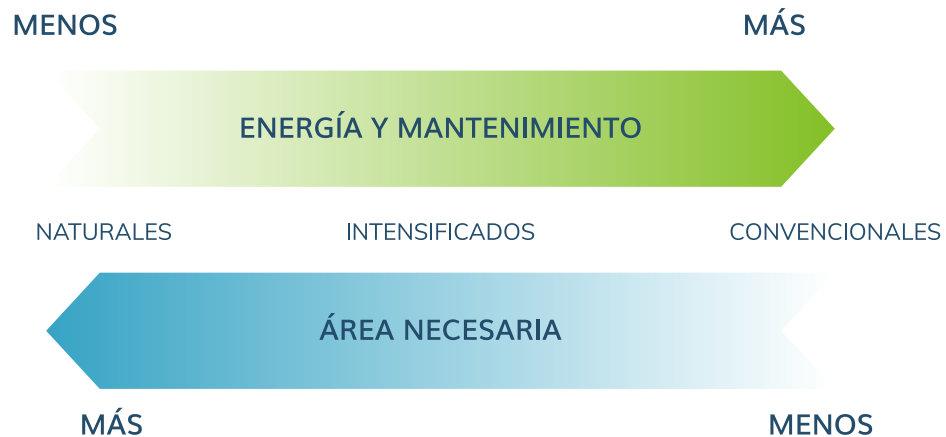 MENOS MÁS
ENERGÍA Y MANTENIMIENTO
NATURALES INTENSIFICADOS CONVENCIONALES
ÁREA NECESARIA
MÁS MENOS